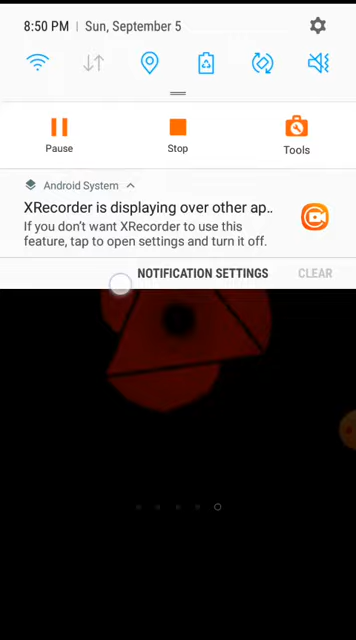 8:50 PM | Sun, September 5
Pause
Stop
Tools
Android System
XRecorder is displaying over other ap..
If you don't want XRecorder to use this
feature, tap to open settings and turn it off.
NOTIFICATION SETTINGS
CLEAR